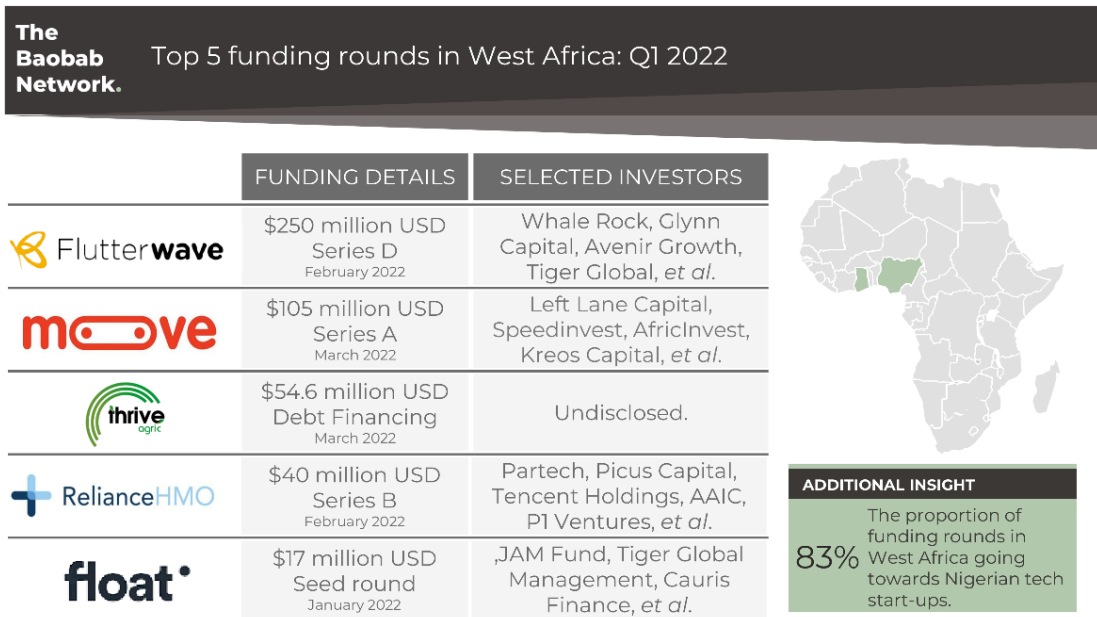 The
Baobab
Network.
Top 5 funding rounds in West Africa: Q1 2022
FUNDING DETAILS
SELECTED INVESTORS
Flutterwave
$250 million USD
Series D
February 2022
Whale Rock, Glynn
Capital, Avenir Growth,
Tiger Global, et al.
moove
$105 million USD
Series A
March 2022
Left Lane Capital,
Speedinvest, AfricInvest,
Kreos Capital, et al.
thrive
agric
$54.6 million USD
Debt Financing
March 2022
Undisclosed.
RelianceHMO
$40 million USD
Series B
February 2022
Partech, Picus Capital,
Tencent Holdings, AAIC,
P1 Ventures, et al.
float
$17 million USD
Seed round
January 2022
,JAM Fund, Tiger Global
Management, Cauris
Finance, et al.
ADDITIONAL INSIGHT
83%
The proportion of
funding rounds in
West Africa going
towards Nigerian tech
start-ups.